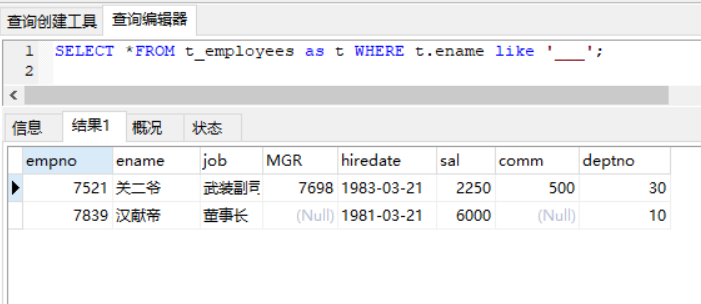 查询创建工具 查询编辑器
1 SELECT *FROM t_employees as t WHERE t.ename like '___';
2
信息 结果1 概况 状态
empno ename job MGR hiredate sal comm deptno
7521 关二爷 武装副司 7698 1983-03-21 2250 500 30
7839 汉献帝 董事长 (Null) 1981-03-21 6000 (Null) 10